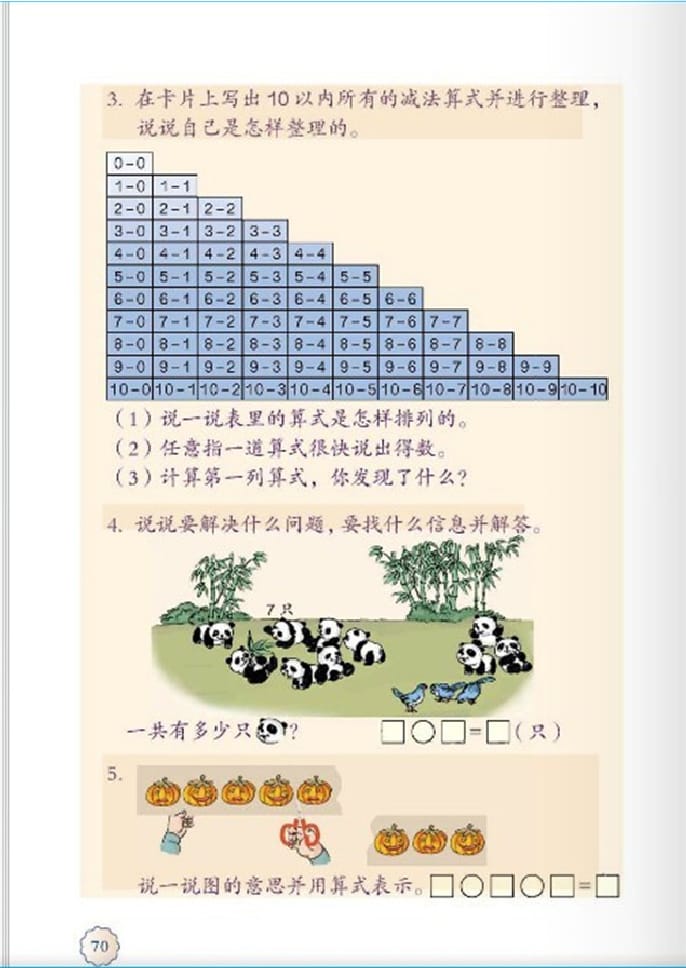 3. 在卡片上写出 10 以内所有的减法算式并进行整理，
说说自己是怎样整理的。
0-0
1-0 1-1
2-0 2-1 2-2
3-0 3-1 3-2 3-3
4-0 4-1 4-2 4-3 4-4
5-0 5-1 5-2 5-3 5-4 5-5
6-0 6-1 6-2 6-3 6-4 6-5 6-6
7-0 7-1 7-2 7-3 7-4 7-5 7-6 7-7
8-0 8-1 8-2 8-3 8-4 8-5 8-6 8-7 8-8
9-0 9-1 9-2 9-3 9-4 9-5 9-6 9-7 9-8 9-9
10-0 10-1 10-2 10-3 10-4 10-5 10-6 10-7 10-8 10-9 10-10
（1）说一说表里的算式是怎样排列的。
（2）任意指一道算式很快说出得数。
（3）计算第一列算式，你发现了什么？
4. 说说要解决什么问题，要找什么信息并解答。
7 只
一共有多少只？ □○□=□（只）
5.
说一说图的意思并用算式表示。□○□○□=□
70